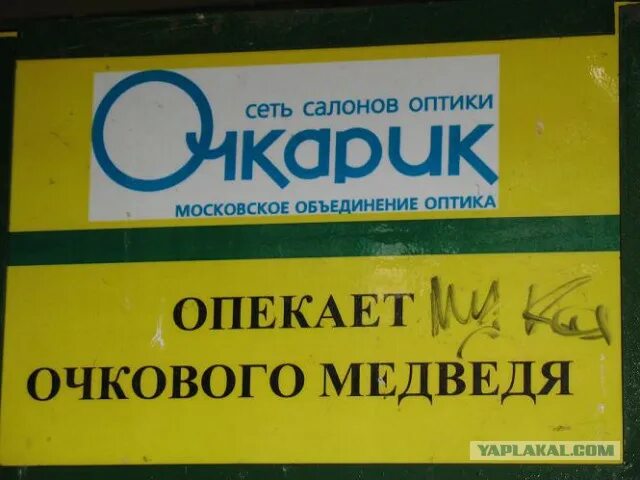 сеть салонов оптики
Очкарик
московское объединение оптика
ОПЕКАЕТ
ОЧКОВОГО МЕДВЕДЯ
YAPLAKAL.COM